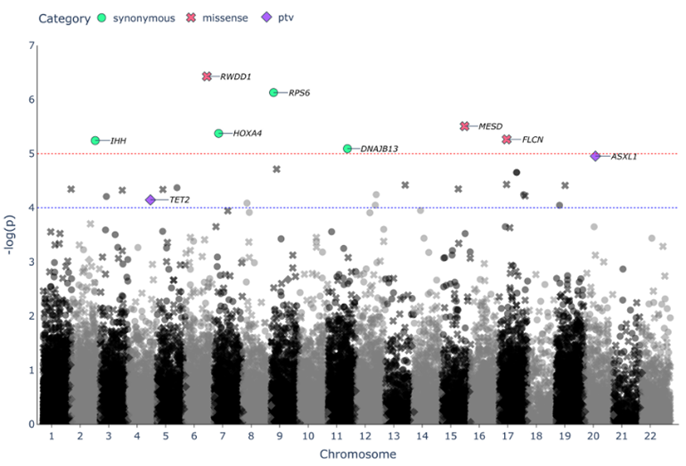 Category synonymous missense ptv
7
RWDD1
RPS6
6
MESD
HOXA4
FLCN
IHH
DNAJB13
5
ASXL1
TET2
4
-log(p)
3
2
1
0
1 2 3 4 5 6 7 8 9 10 11 12 13 14 15 16 17 18 19 20 21 22
Chromosome